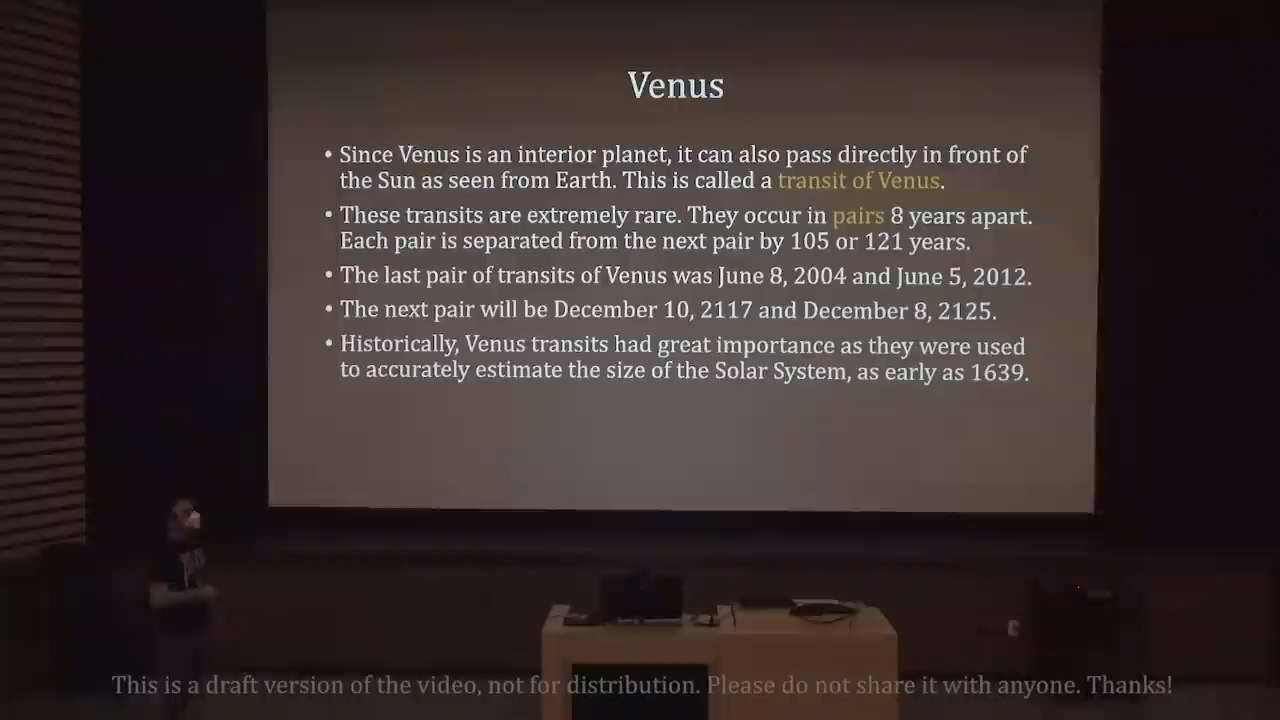 Venus
• Since Venus is an interior planet, it can also pass directly in front of
the Sun as seen from Earth. This is called a transit of Venus.
• These transits are extremely rare. They occur in pairs 8 years apart.
Each pair is separated from the next pair by 105 or 121 years.
• The last pair of transits of Venus was June 8, 2004 and June 5, 2012.
• The next pair will be December 10, 2117 and December 8, 2125.
• Historically, Venus transits had great importance as they were used
to accurately estimate the size of the Solar System, as early as 1639.
This is a draft version of the video, not for distribution. Please do not share it with anyone. Thanks!